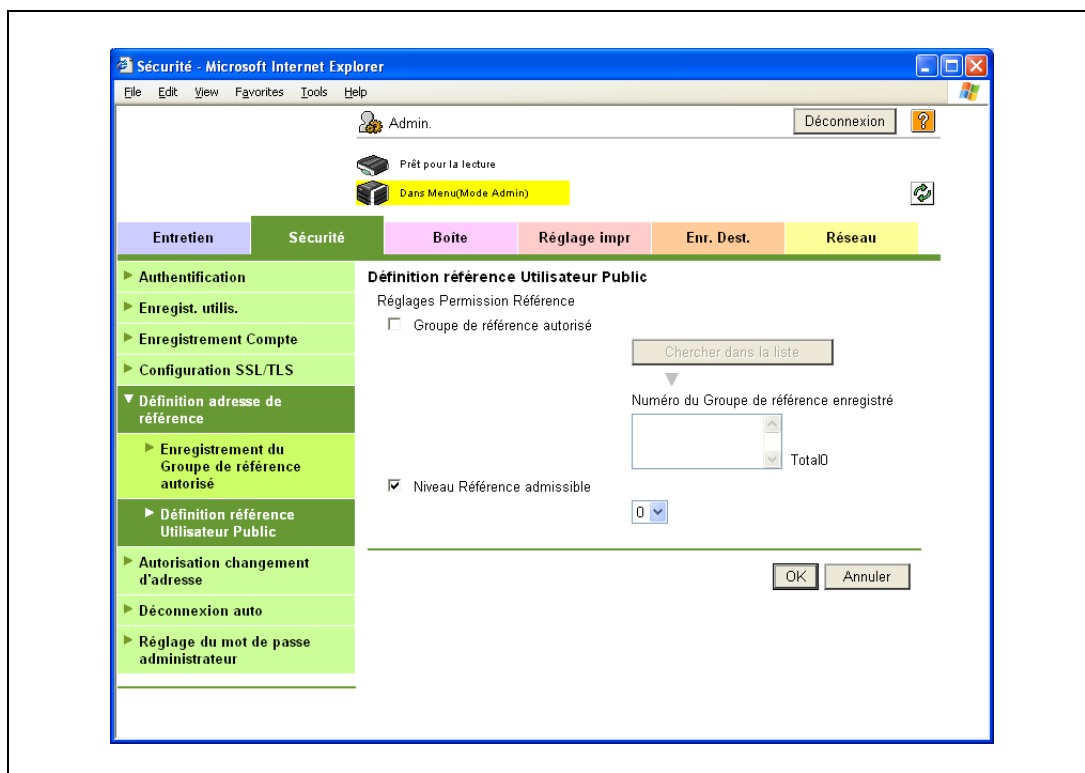 Sécurité - Microsoft Internet Explorer
File Edit View Favorites Tools Help
Admin.
Déconnexion
?
Prêt pour la lecture
Dans Menu(Mode Admin)
Entretien
Sécurité
Boîte
Réglage impr
Enr. Dest.
Réseau
Authentification
Enregist. utilis.
Enregistrement Compte
Configuration SSL/TLS
Définition adresse de
référence
Enregistrement du
Groupe de référence
autorisé
Définition référence
Utilisateur Public
Autorisation changement
d'adresse
Déconnexion auto
Réglage du mot de passe
administrateur
Définition référence Utilisateur Public
Réglages Permission Référence
Groupe de référence autorisé
Chercher dans la liste
Numéro du Groupe de référence enregistré
Total0
Niveau Référence admissible
0
OK
Annuler